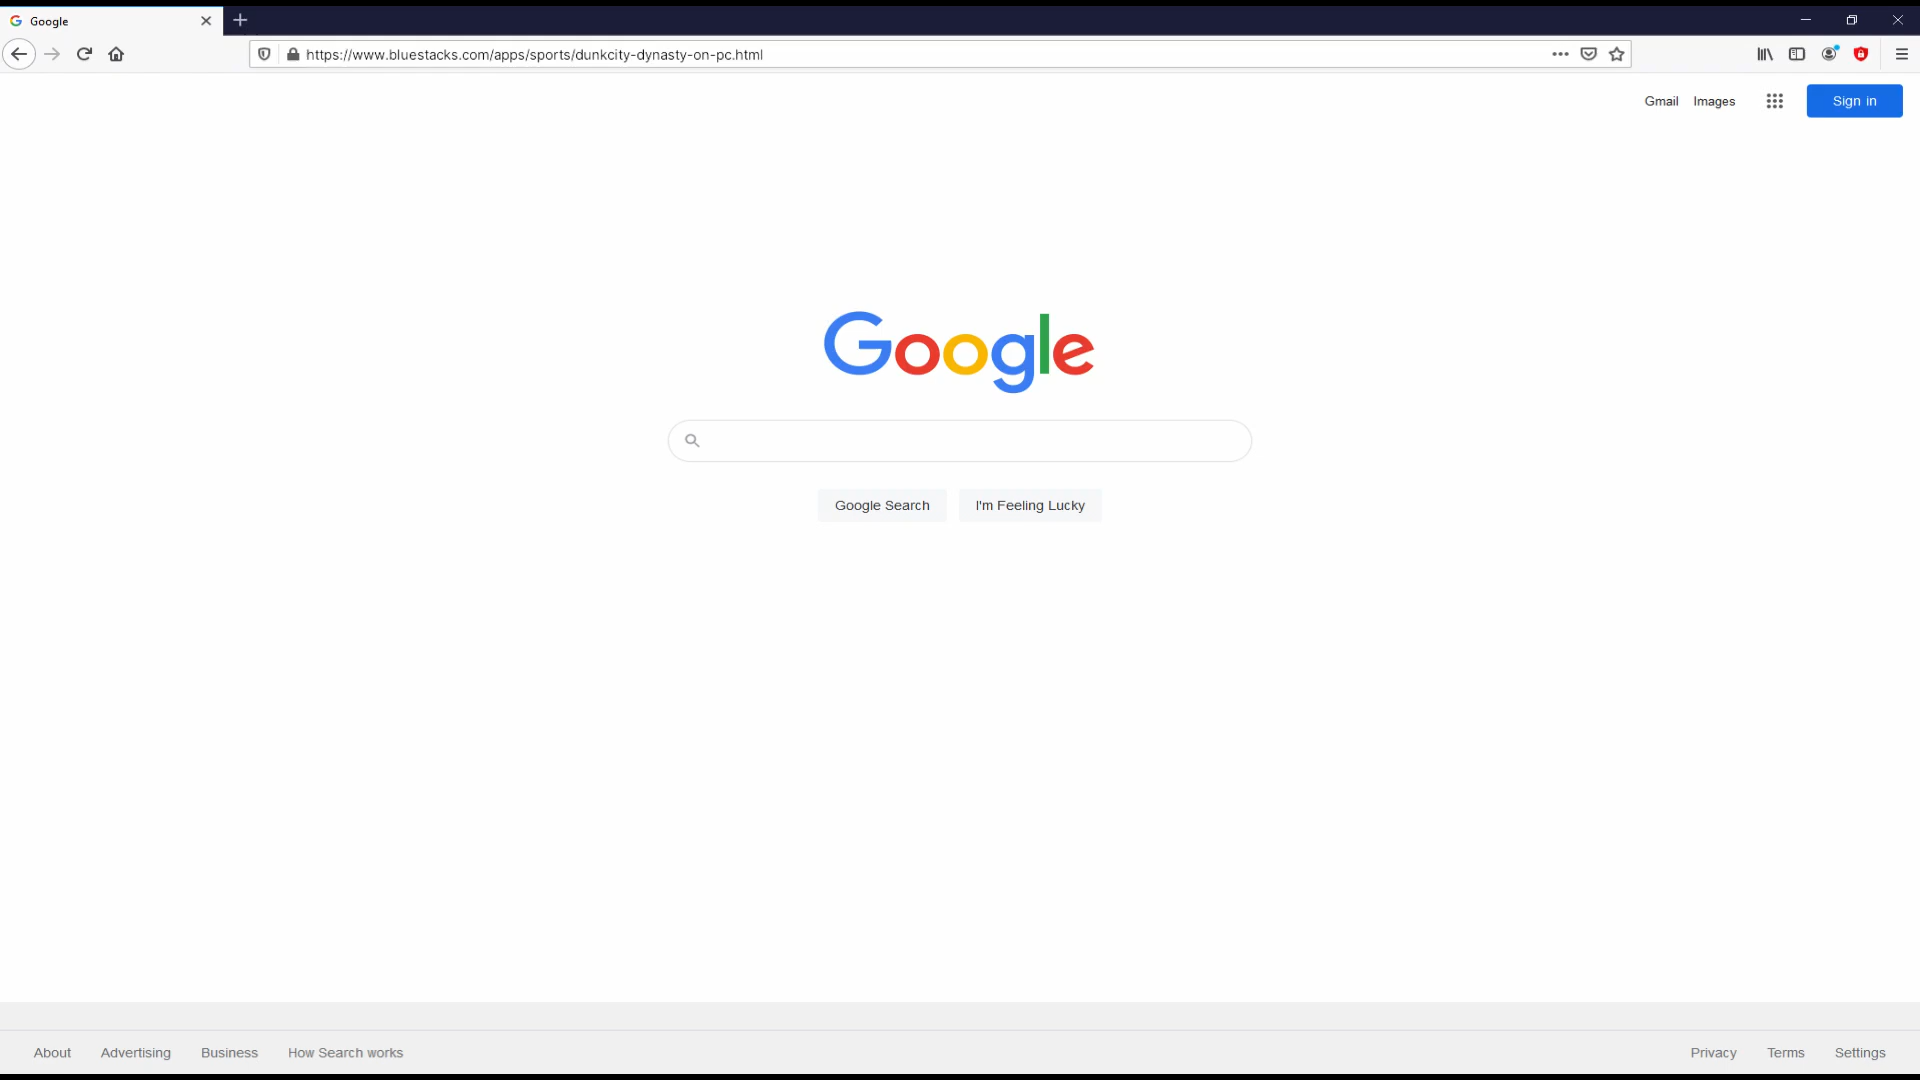 Google
https://www.bluestacks.com/apps/sports/dunkcity-dynasty-on-pc.html
Gmail Images Sign in
Google
Google Search I'm Feeling Lucky
About Advertising Business How Search works Privacy Terms Settings